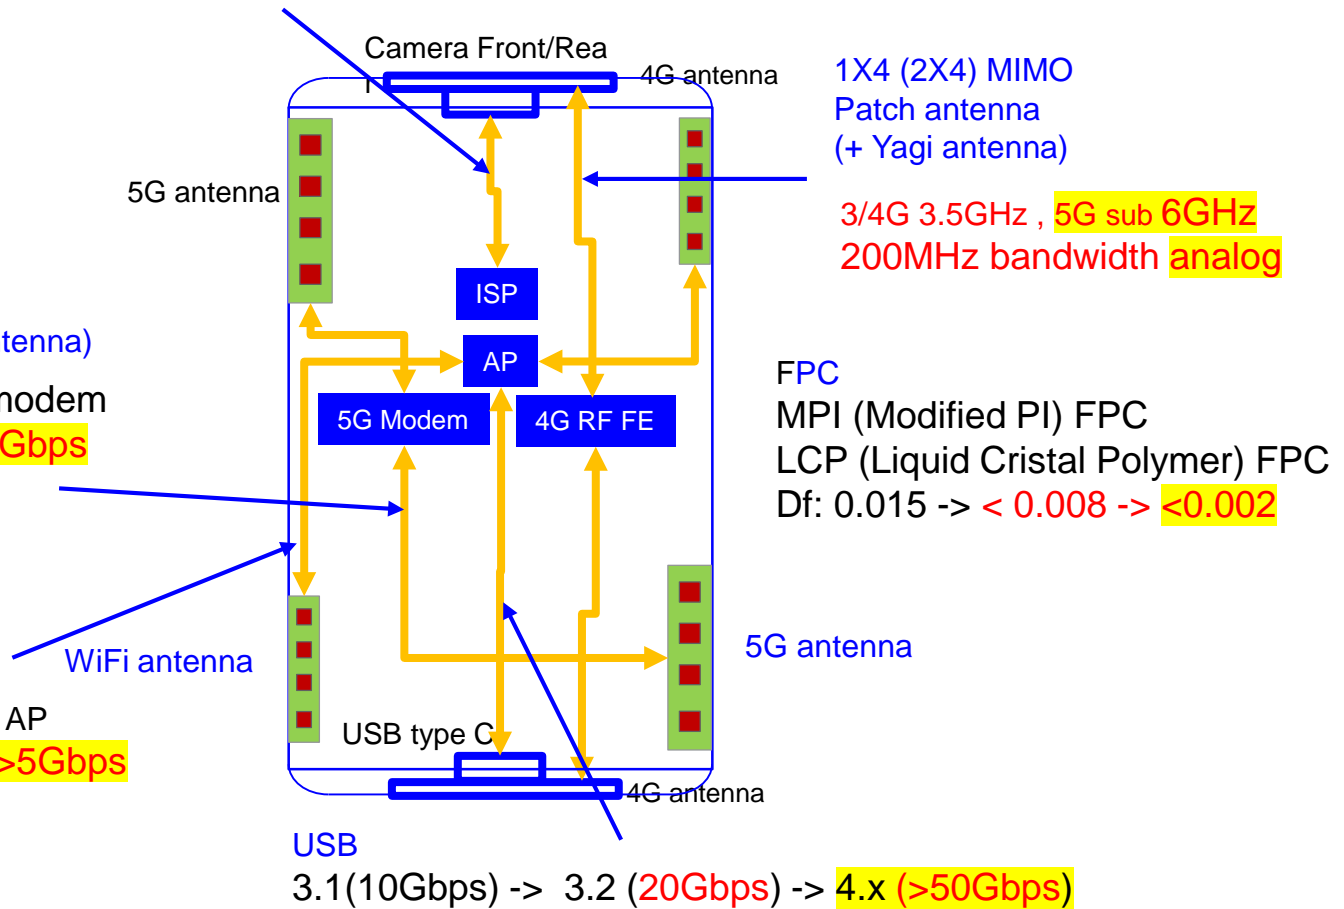 Camera Front/Rea
r
4G antenna
1X4 (2X4) MIMO
Patch antenna
(+ Yagi antenna)
5G antenna
3/4G 3.5GHz , 5G sub 6GHz
200MHz bandwidth analog
ISP
tenna)
AP
FPC
modem
5G Modem
4G RF FE
MPI (Modified PI) FPC
Gbps
LCP (Liquid Cristal Polymer) FPC
Df: 0.015 -> < 0.008 -> <0.002
WiFi antenna
5G antenna
AP
USB type C
>5Gbps
4G antenna
USB
3.1(10Gbps) -> 3.2 (20Gbps) -> 4.x (>50Gbps)